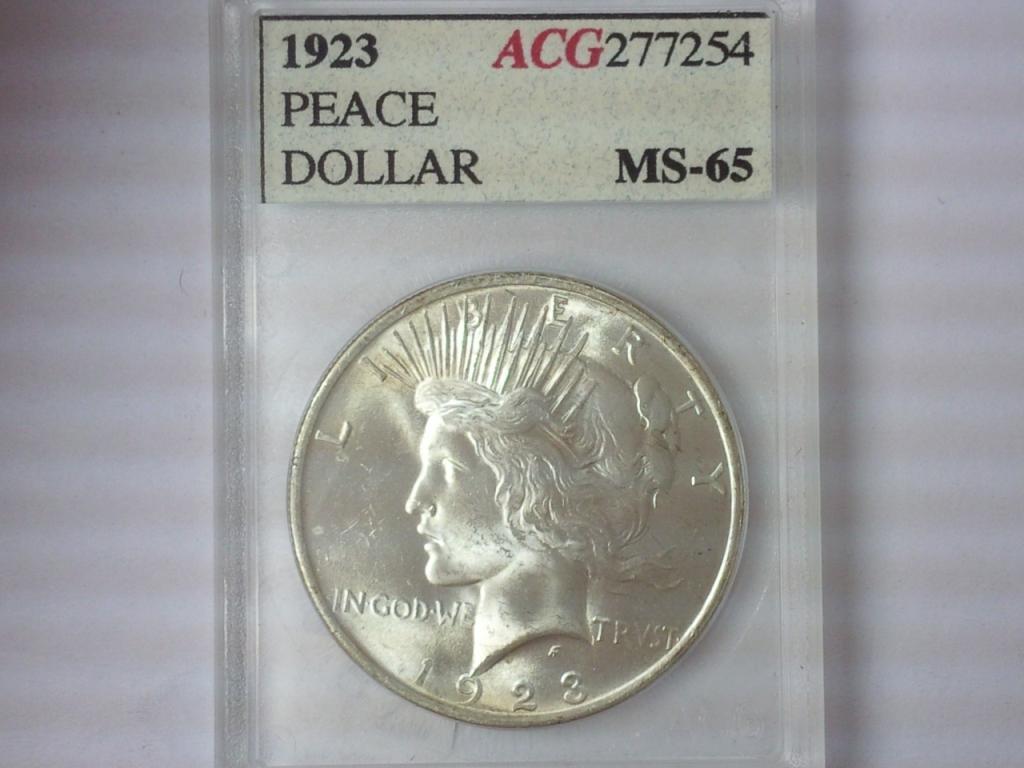 1923 ACG277254
PEACE
DOLLAR MS-65
LIBERTY
IN·GOD·WE TRVST
1923